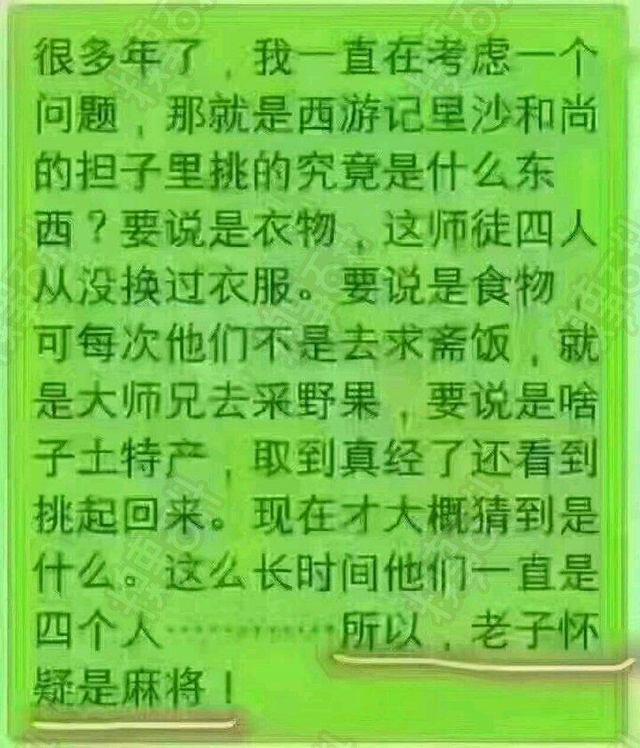 很多年了，我一直在考虑一个
问题，那就是西游记里沙和尚
的担子里挑的究竟是什么东
西？要说是衣物，这师徒四人
从没换过衣服。要说是食物，
可每次他们不是去求斋饭，就
是大师兄去采野果，要说是啥
子土特产，取到真经了还看到
挑起回来。现在才大概猜到是
什么。这么长时间他们一直是
四个人…………所以，老子怀
疑是麻将！